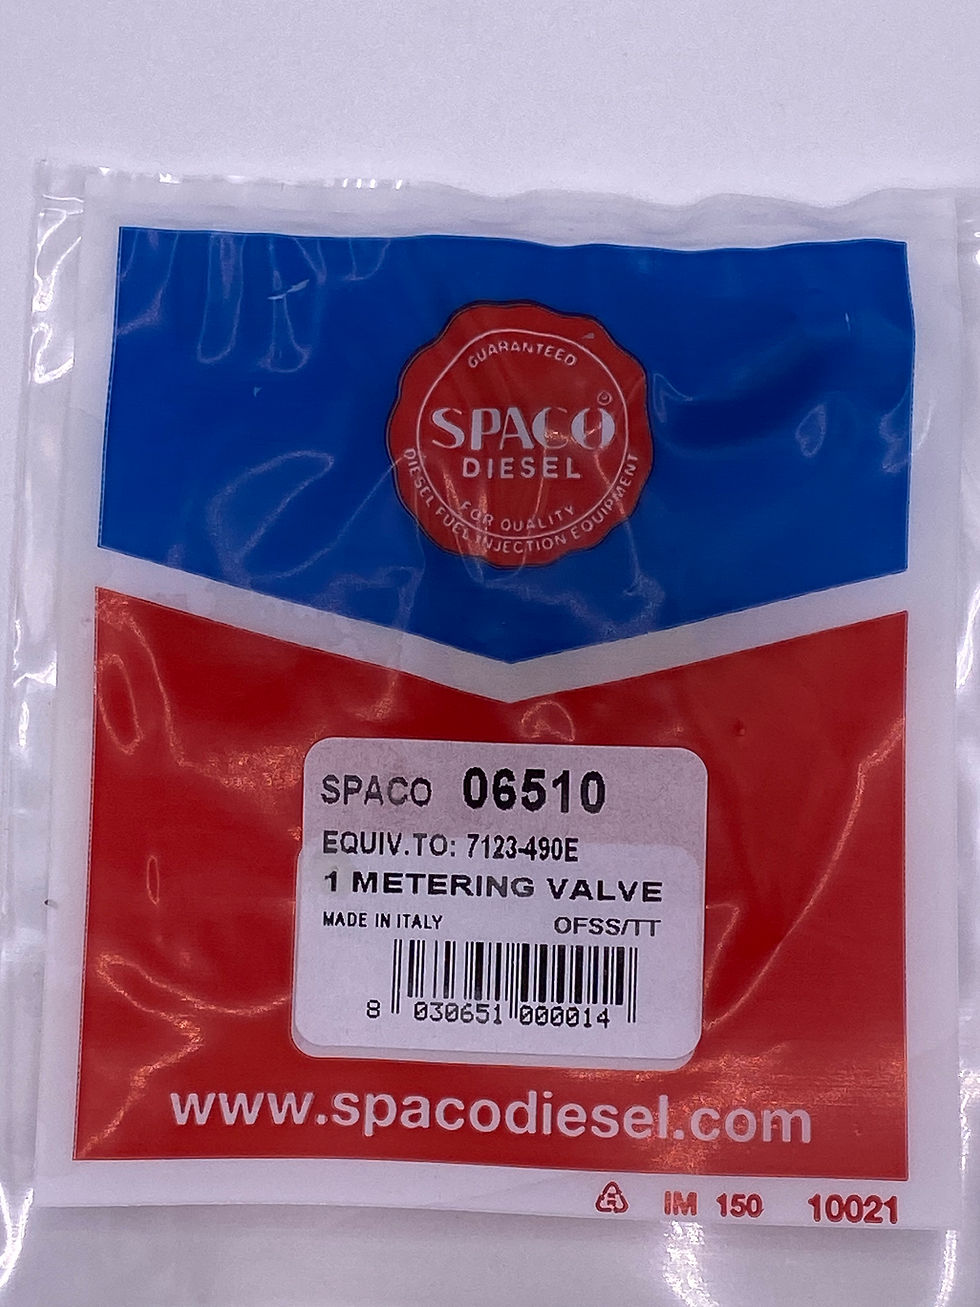 GUARANTEED
SPACO®
DIESEL
FOR QUALITY
DIESEL FUEL INJECTION EQUIPMENT
SPACO 06510
EQUIV.TO: 7123-490E
1 METERING VALVE
MADE IN ITALY OFSS/TT
8 030651 000014
www.spacodiesel.com
IM 150 10021